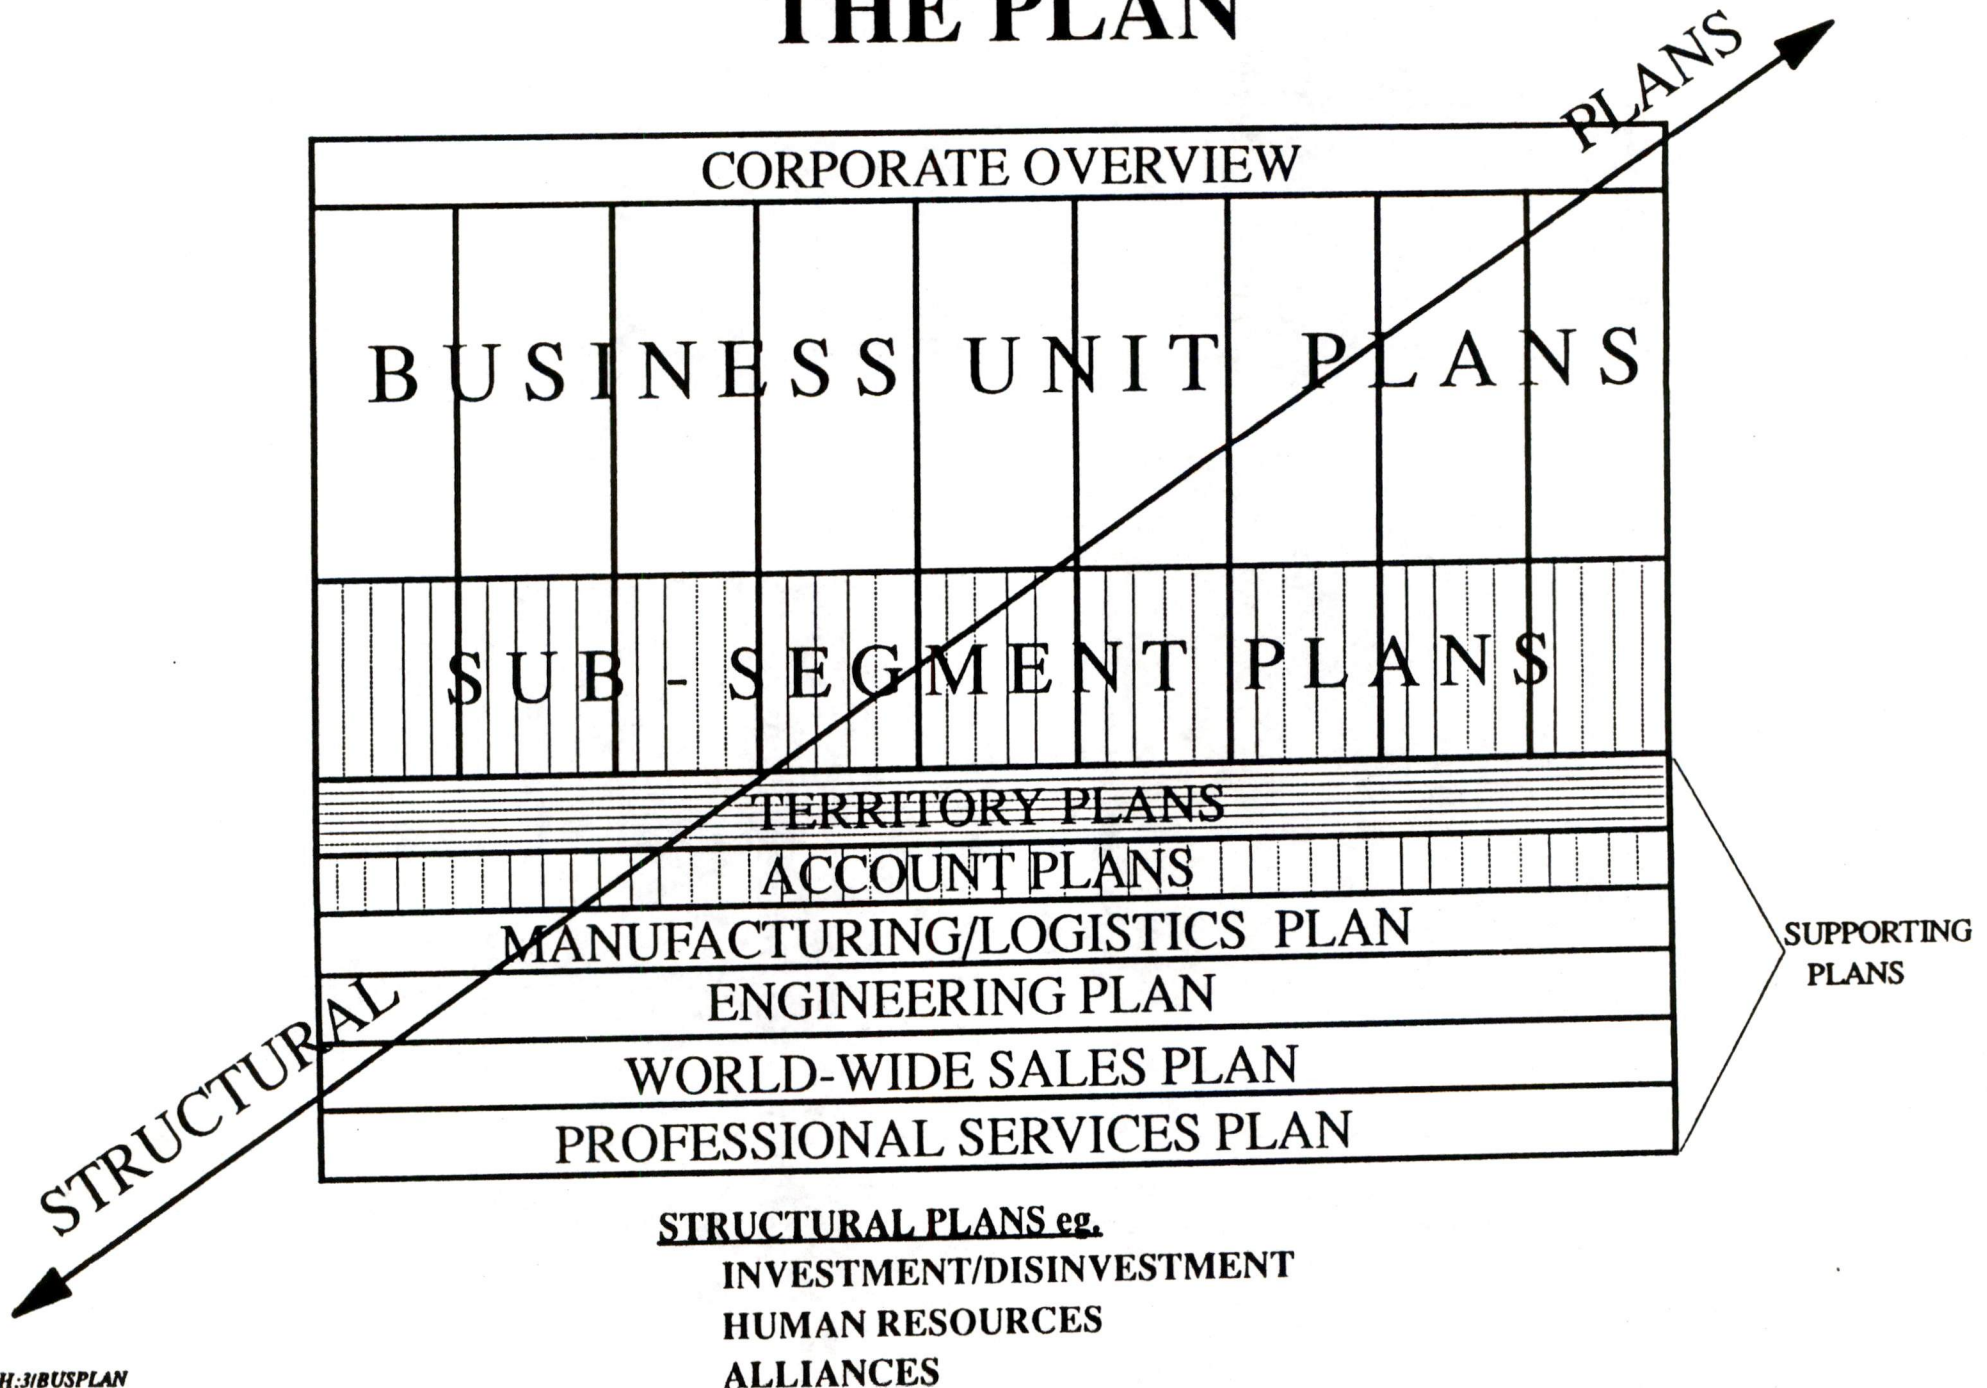 THE PLAN
PLANS
CORPORATE OVERVIEW
BUSINESS UNIT PLANS
SUB-SEGMENT PLANS
TERRITORY PLANS
ACCOUNT PLANS
MANUFACTURING/LOGISTICS PLAN
SUPPORTING
PLANS
ENGINEERING PLAN
STRUCTURAL
WORLD-WIDE SALES PLAN
PROFESSIONAL SERVICES PLAN
STRUCTURAL PLANS eg.
INVESTMENT/DISINVESTMENT
HUMAN RESOURCES
ALLIANCES
H:3/BUSPLAN